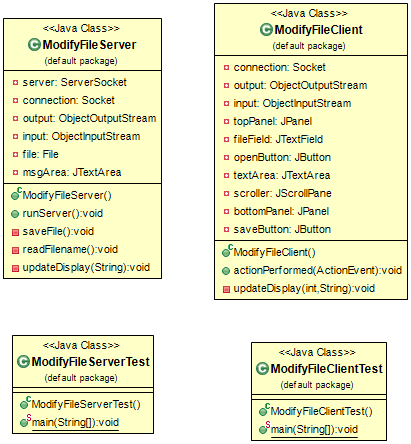 <<Java Class>>
ModifyFileServer
(default package)
server: ServerSocket
connection: Socket
output: ObjectOutputStream
input: ObjectInputStream
file: File
msgArea: JTextArea
ModifyFileServer()
runServer():void
saveFile():void
readFilename():void
updateDisplay(String):void
<<Java Class>>
ModifyFileClient
(default package)
connection: Socket
output: ObjectOutputStream
input: ObjectInputStream
topPanel: JPanel
fileField: JTextField
openButton: JButton
textArea: JTextArea
scroller: JScrollPane
bottomPanel: JPanel
saveButton: JButton
ModifyFileClient()
actionPerformed(ActionEvent):void
updateDisplay(int,String):void
<<Java Class>>
ModifyFileServerTest
(default package)
ModifyFileServerTest()
main(String[]):void
<<Java Class>>
ModifyFileClientTest
(default package)
ModifyFileClientTest()
main(String[]):void